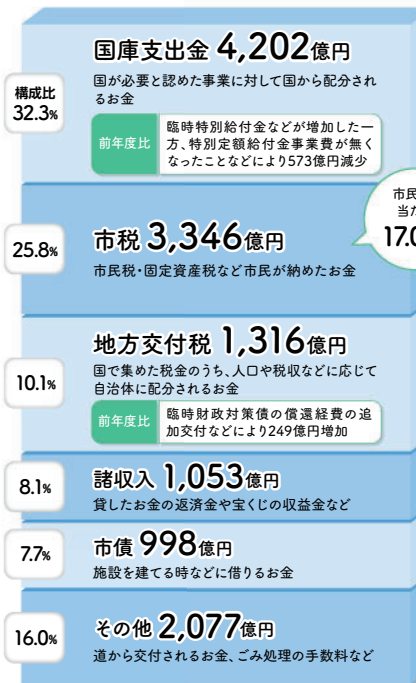 構成比
32.3%
国庫支出金 4,202億円
国が必要と認めた事業に対して国から配分され
るお金
前年度比
臨時特別給付金などが増加した一
方、特別定額給付金事業費が無く
なったことなどにより573億円減少
25.8%
市税 3,346億円
市民税・固定資産税など市民が納めたお金
市民
17.0
10.1%
地方交付税 1,316億円
国で集めた税金のうち、人口や税収などに応じて
自治体に配分されるお金
前年度比
臨時財政対策債の償還経費の追
加交付などにより249億円増加
8.1%
諸収入 1,053億円
貸したお金の返済金や宝くじの収益金など
7.7%
市債 998億円
施設を建てる時などに借りるお金
16.0%
その他 2,077億円
道から交付されるお金、ごみ処理の手数料など